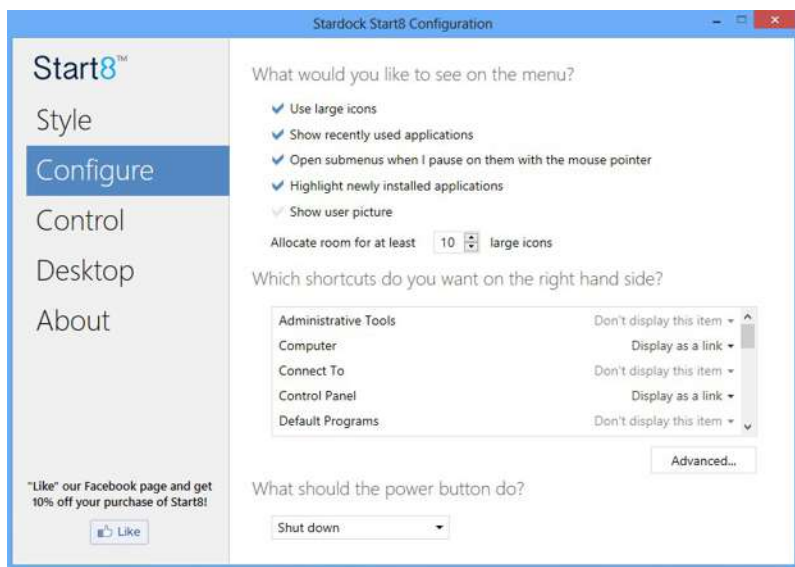 Stardock Start8 Configuration
Start8™
Style
Configure
Control
Desktop
About
"Like" our Facebook page and get
10% off your purchase of Start8!
Like
What would you like to see on the menu?
Use large icons
Show recently used applications
Open submenus when I pause on them with the mouse pointer
Highlight newly installed applications
Show user picture
Allocate room for at least 10 large icons
Which shortcuts do you want on the right hand side?
Administrative Tools Don't display this item
Computer Display as a link
Connect To Don't display this item
Control Panel Display as a link
Default Programs Don't display this item
Advanced...
What should the power button do?
Shut down